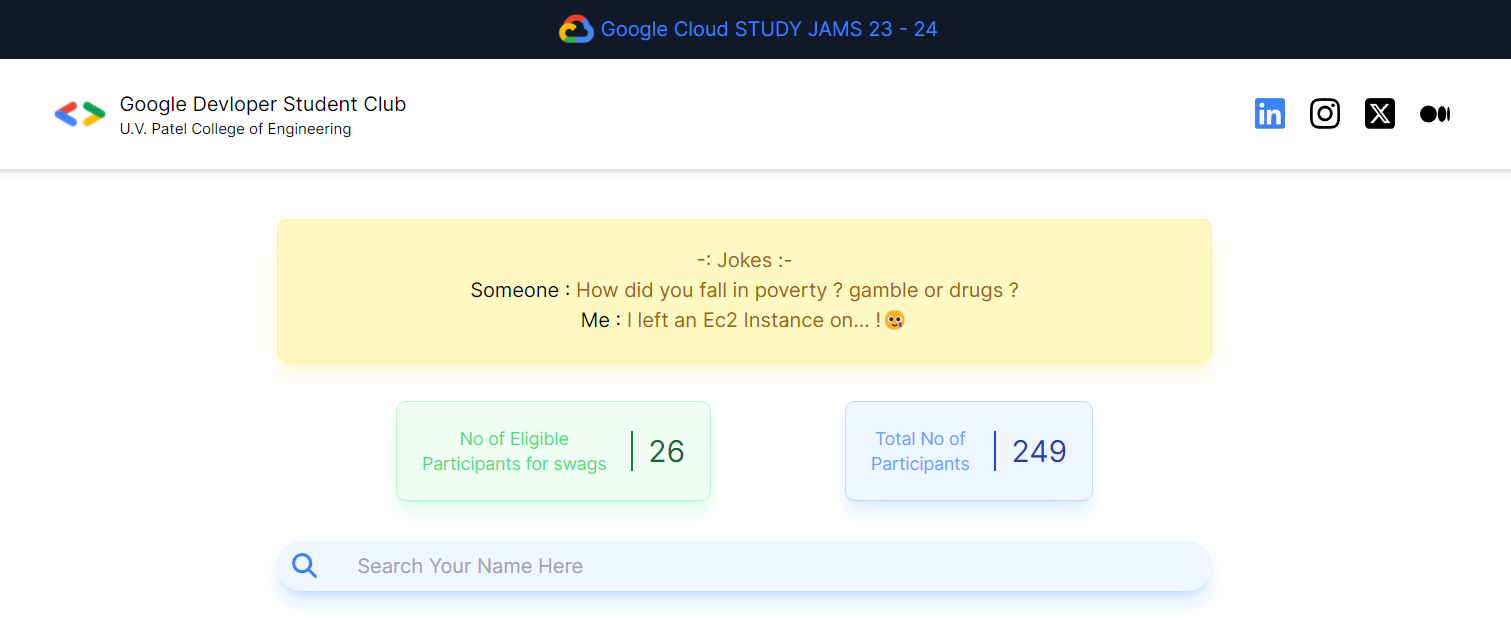 Google Cloud STUDY JAMS 23 - 24
Google Devloper Student Club
U.V. Patel College of Engineering
-: Jokes :-
Someone : How did you fall in poverty ? gamble or drugs ?
Me : I left an Ec2 Instance on... !🥲
No of Eligible
Participants for swags
26
Total No of
Participants
249
Search Your Name Here